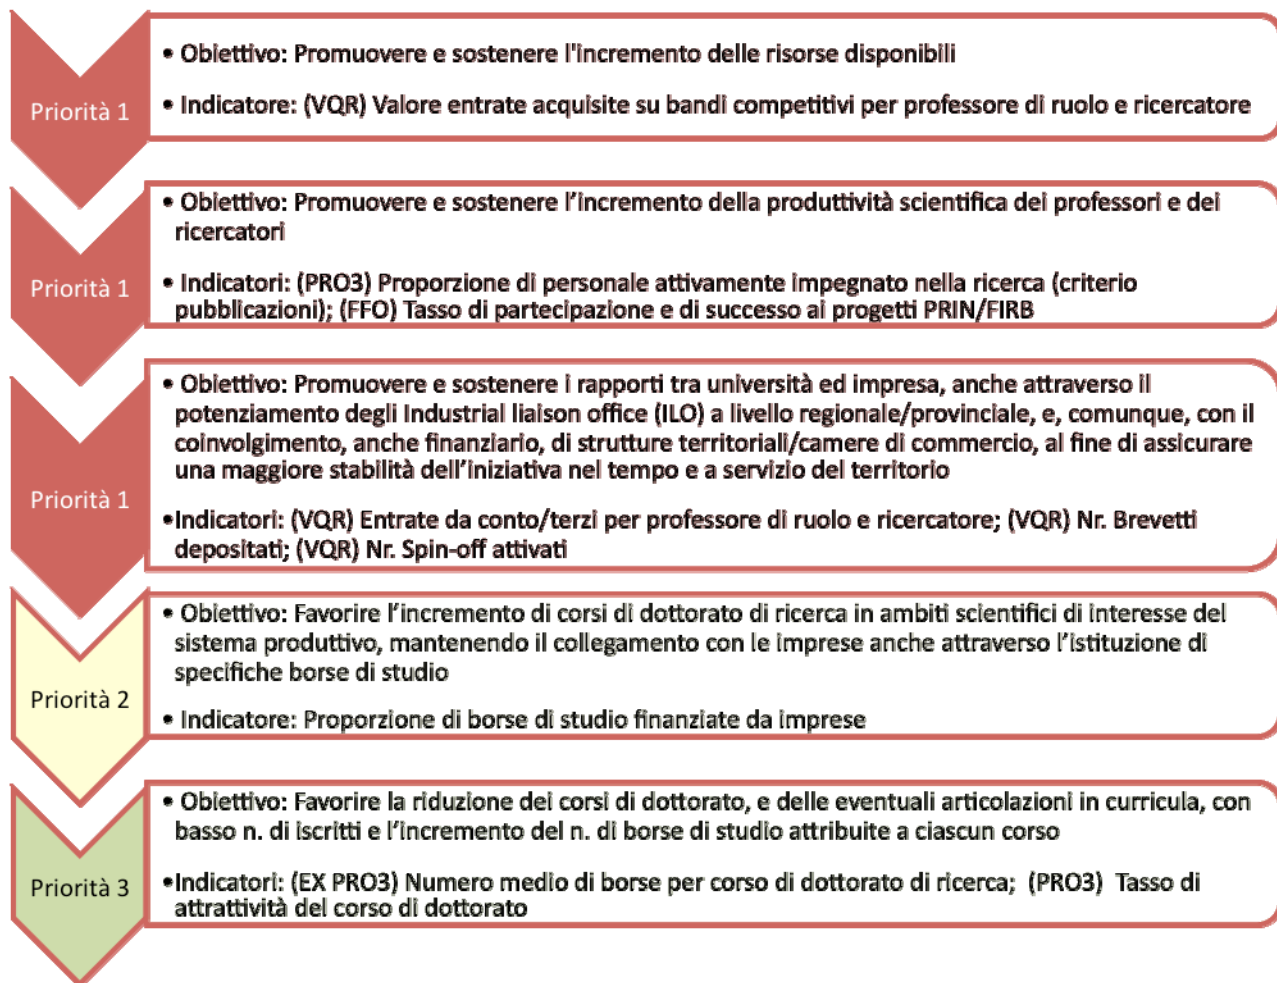 Priorità 1
• Obiettivo: Promuovere e sostenere l'incremento delle risorse disponibili
• Indicatore: (VQR) Valore entrate acquisite su bandi competitivi per professore di ruolo e ricercatore
Priorità 1
• Obiettivo: Promuovere e sostenere l’incremento della produttività scientifica dei professori e dei
ricercatori
• Indicatori: (PRO3) Proporzione di personale attivamente impegnato nella ricerca (criterio
pubblicazioni); (FFO) Tasso di partecipazione e di successo ai progetti PRIN/FIRB
Priorità 1
• Obiettivo: Promuovere e sostenere i rapporti tra università ed impresa, anche attraverso il
potenziamento degli Industrial liaison office (ILO) a livello regionale/provinciale, e, comunque, con il
coinvolgimento, anche finanziario, di strutture territoriali/camere di commercio, al fine di assicurare
una maggiore stabilità dell’iniziativa nel tempo e a servizio del territorio
•Indicatori: (VQR) Entrate da conto/terzi per professore di ruolo e ricercatore; (VQR) Nr. Brevetti
depositati; (VQR) Nr. Spin-off attivati
Priorità 2
• Obiettivo: Favorire l’incremento di corsi di dottorato di ricerca in ambiti scientifici di interesse del
sistema produttivo, mantenendo il collegamento con le imprese anche attraverso l’istituzione di
specifiche borse di studio
• Indicatore: Proporzione di borse di studio finanziate da imprese
Priorità 3
• Obiettivo: Favorire la riduzione dei corsi di dottorato, e delle eventuali articolazioni in curricula, con
basso n. di iscritti e l’incremento del n. di borse di studio attribuite a ciascun corso
•Indicatori: (EX PRO3) Numero medio di borse per corso di dottorato di ricerca; (PRO3) Tasso di
attrattività del corso di dottorato